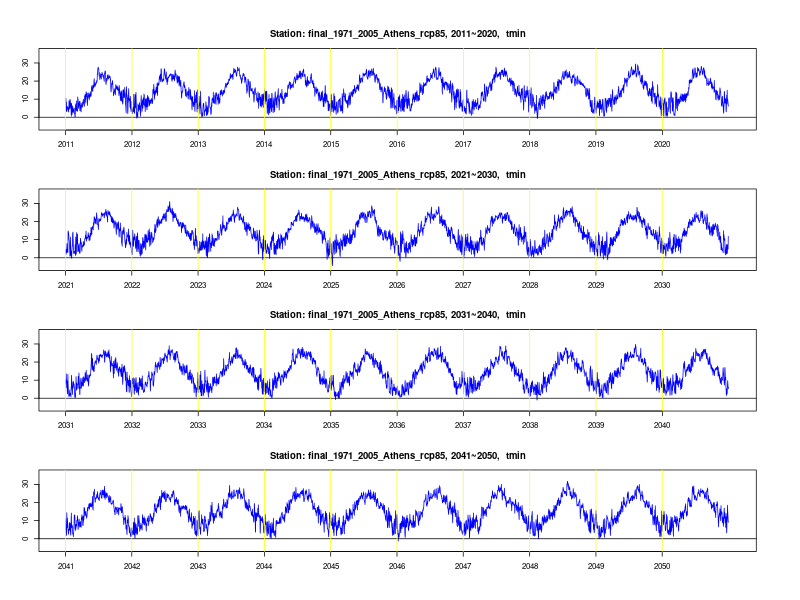 Station: final_1971_2005_Athens_rcp85, 2011~2020, tmin
30
20
10
0
2011 2012 2013 2014 2015 2016 2017 2018 2019 2020
Station: final_1971_2005_Athens_rcp85, 2021~2030, tmin
30
20
10
0
2021 2022 2023 2024 2025 2026 2027 2028 2029 2030
Station: final_1971_2005_Athens_rcp85, 2031~2040, tmin
30
20
10
0
2031 2032 2033 2034 2035 2036 2037 2038 2039 2040
Station: final_1971_2005_Athens_rcp85, 2041~2050, tmin
30
20
10
0
2041 2042 2043 2044 2045 2046 2047 2048 2049 2050